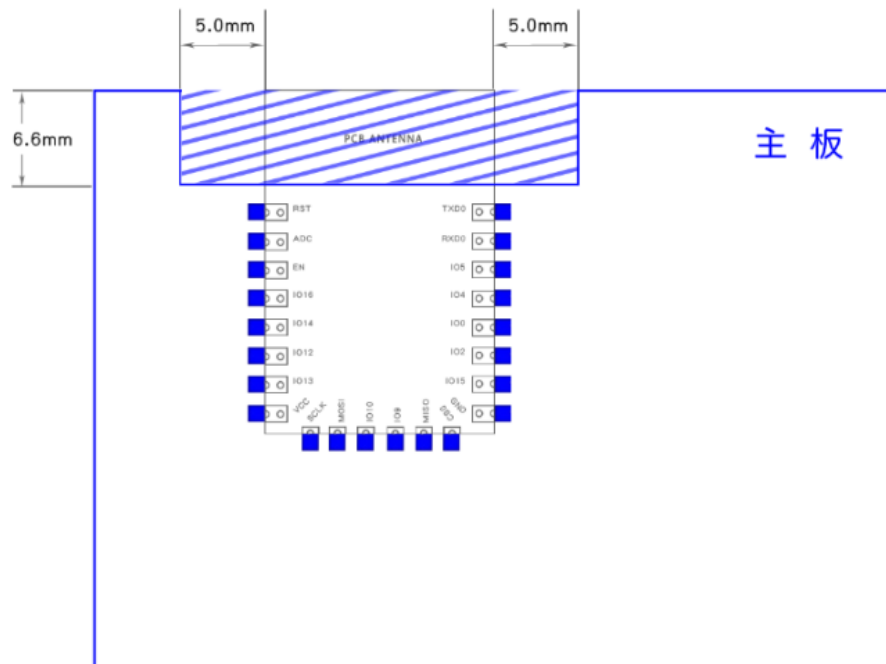 5.0mm 5.0mm
6.6mm
PCB ANTENNA
主板
RST TXD0
ADC RXD0
EN IO5
IO16 IO4
IO14 IO0
IO12 IO2
IO13 IO15
VCC SCLK MOSI IO10 IO9 MISO CS0 GND